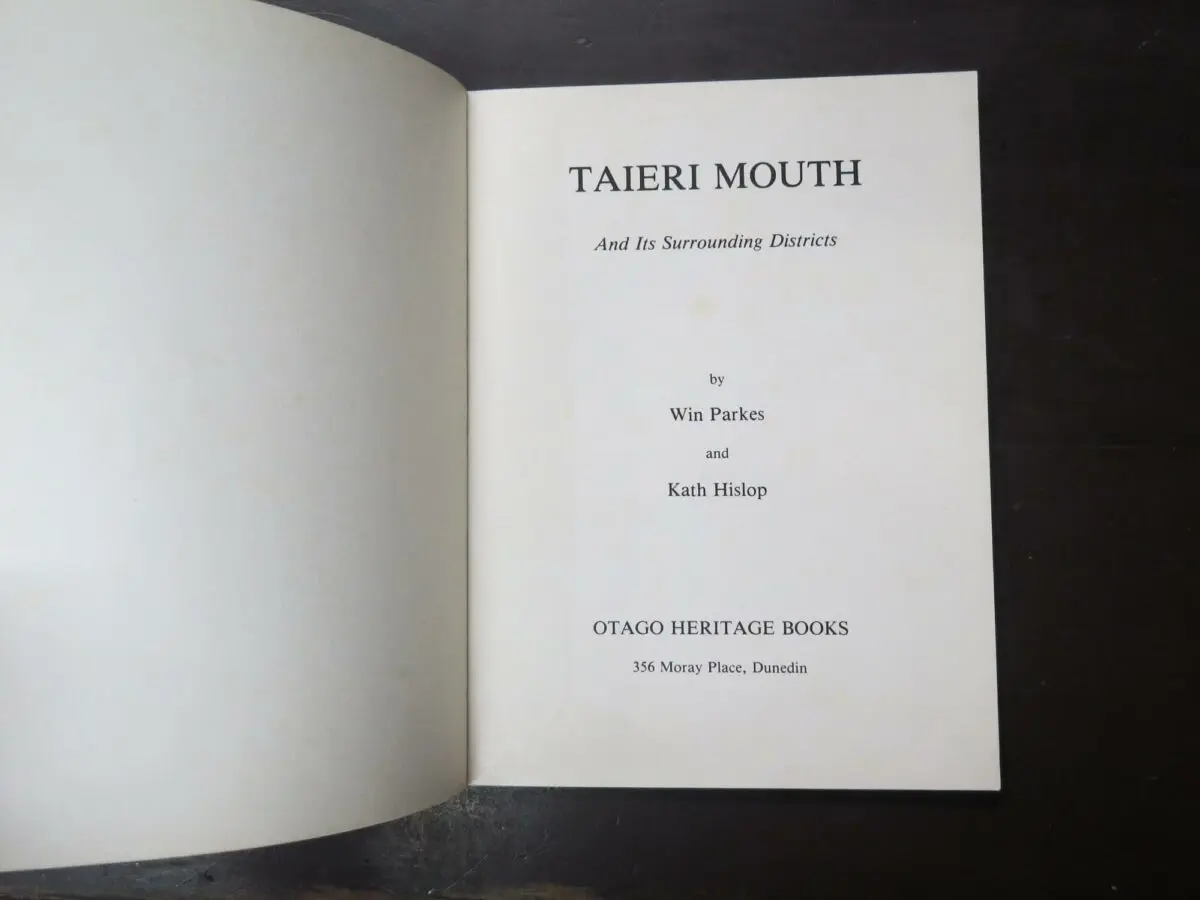 TAIERI MOUTH
And Its Surrounding Districts
by
Win Parkes
and
Kath Hislop
OTAGO HERITAGE BOOKS
356 Moray Place, Dunedin